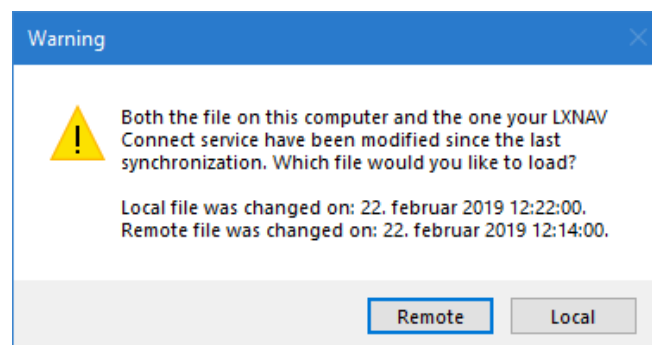 Warning
Both the file on this computer and the one your LXNAV
Connect service have been modified since the last
synchronization. Which file would you like to load?
Local file was changed on: 22. februar 2019 12:22:00.
Remote file was changed on: 22. februar 2019 12:14:00.
Remote
Local